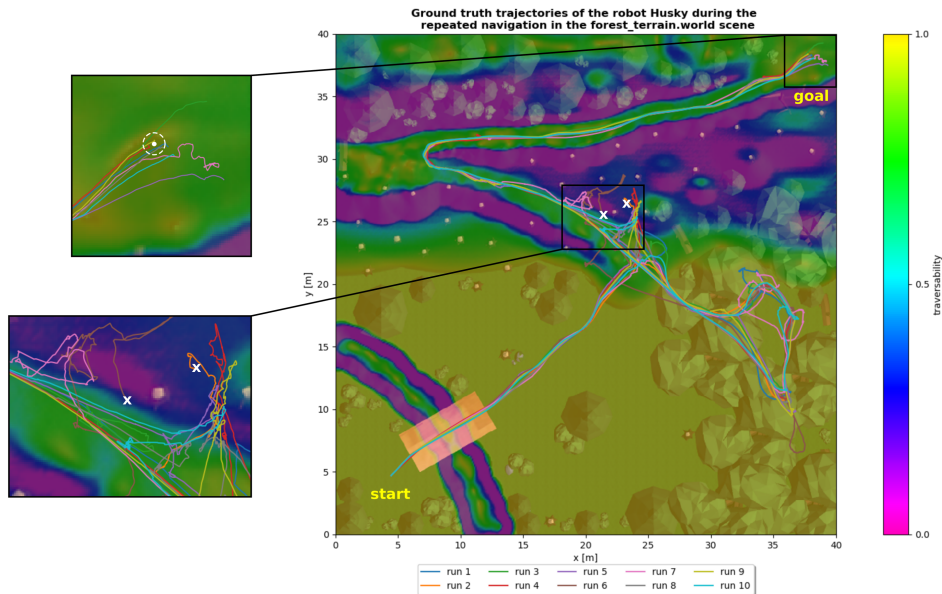 Ground truth trajectories of the robot Husky during the
repeated navigation in the forest_terrain.world scene
40
35
30
25
20
15
10
5
0
y [m]
0 5 10 15 20 25 30 35 40
x [m]
goal
start
x x
x
x
1.0
0.5
0.0
traversability
run 1 run 3 run 5 run 7 run 9
run 2 run 4 run 6 run 8 run 10